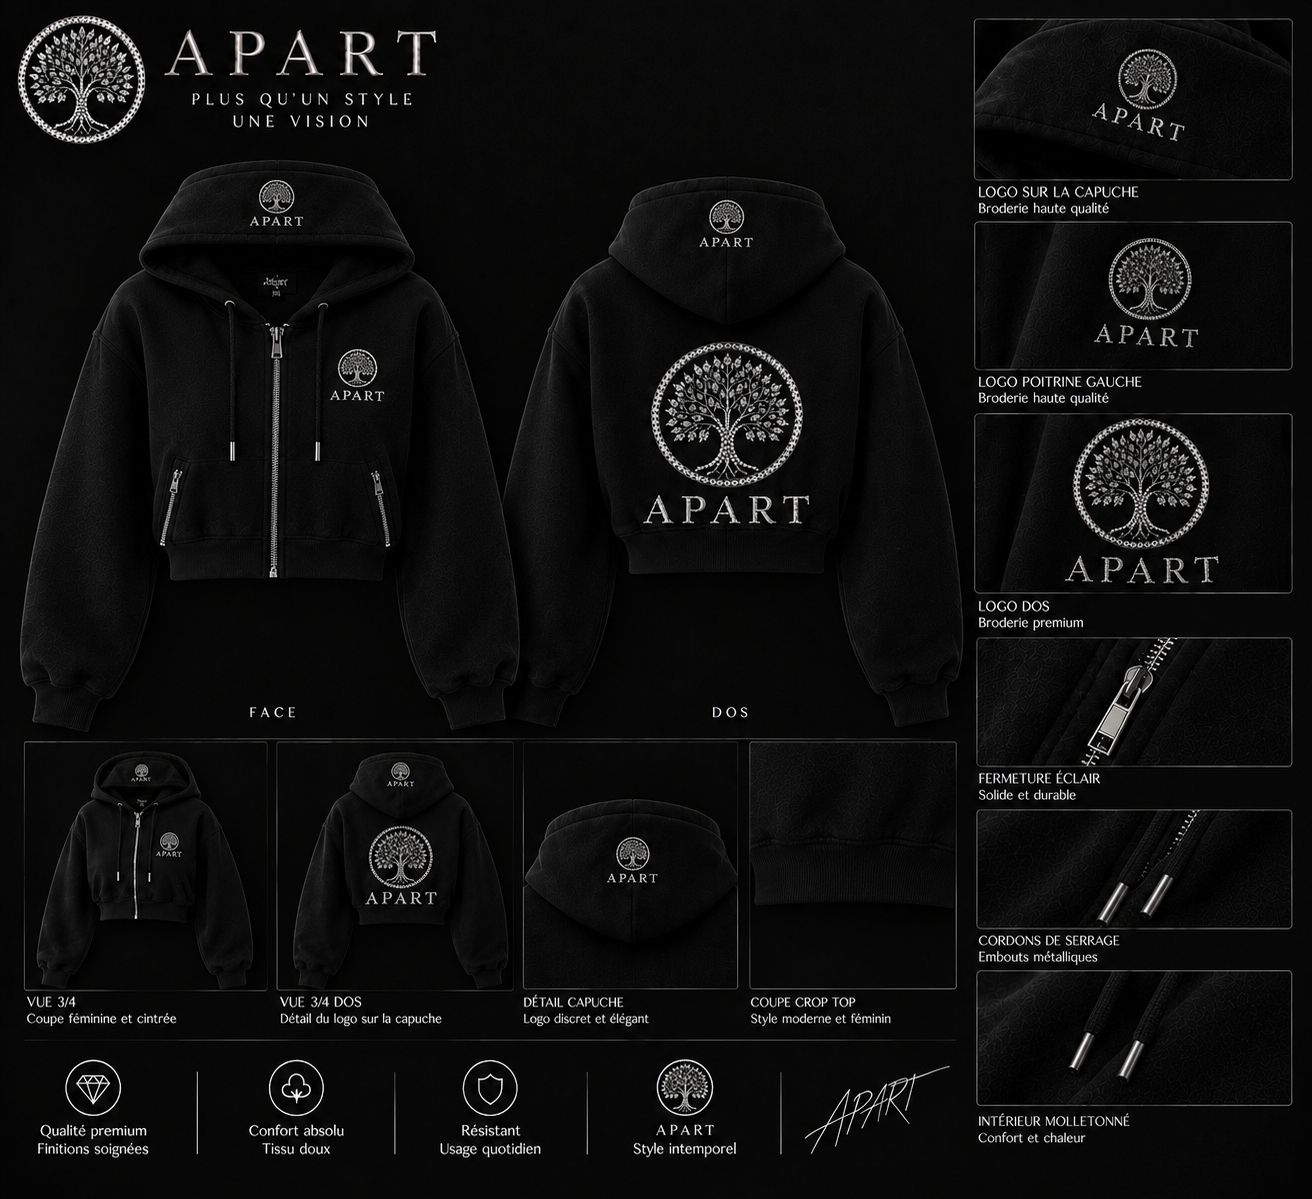 APART
PLUS QU'UN STYLE
UNE VISION
APART
APART
APART
APART
FACE
DOS
APART
LOGO SUR LA CAPUCHE
Broderie haute qualité
APART
LOGO POITRINE GAUCHE
Broderie haute qualité
APART
LOGO DOS
Broderie premium
FERMETURE ÉCLAIR
Solide et durable
CORDONS DE SERRAGE
Embouts métalliques
INTÉRIEUR MOLLETONNÉ
Confort et chaleur
APART
APART
VUE 3/4
Coupe féminine et cintrée
APART
APART
VUE 3/4 DOS
Détail du logo sur la capuche
APART
DÉTAIL CAPUCHE
Logo discret et élégant
COUPE CROP TOP
Style moderne et féminin
Qualité premium
Finitions soignées
Confort absolu
Tissu doux
Résistant
Usage quotidien
APART
Style intemporel
APART